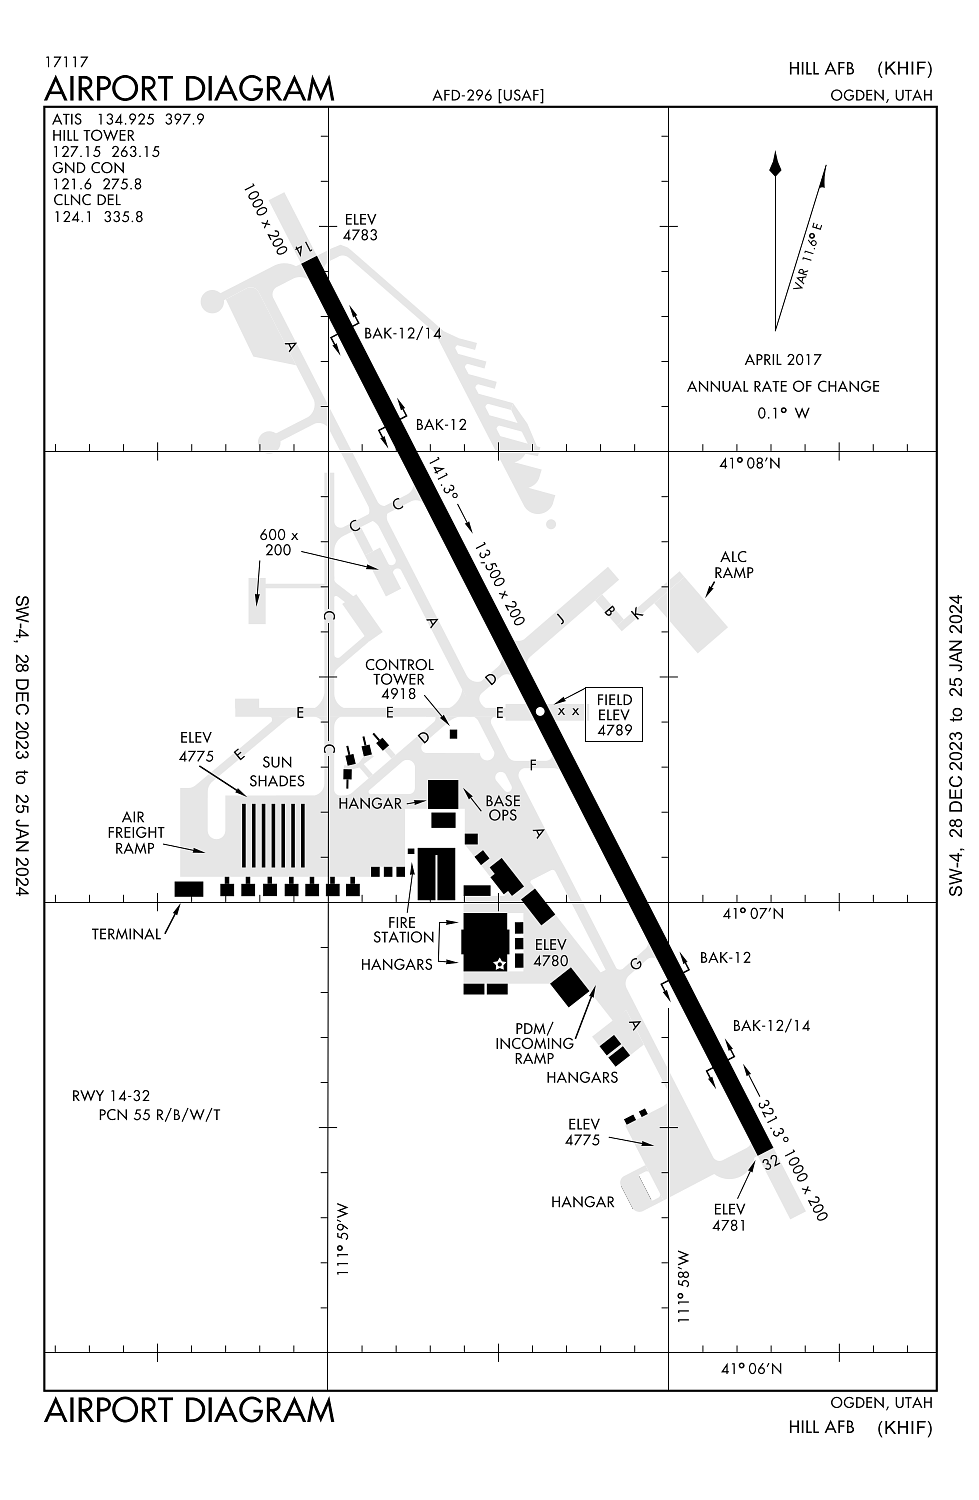 17117
AIRPORT DIAGRAM
AFD-296 [USAF]
HILL AFB (KHIF)
OGDEN, UTAH
ATIS 134.925 397.9
HILL TOWER
127.15 263.15
GND CON
121.6 275.8
CLNC DEL
124.1 335.8
1000 x 200
14
ELEV
4783
VAR 11.6° E
APRIL 2017
ANNUAL RATE OF CHANGE
0.1° W
A
BAK-12/14
BAK-12
41° 08'N
141.3°
13,500 x 200
C
C
600 x
200
ALC
RAMP
C
A
J
B
K
CONTROL
TOWER
4918
D
FIELD
ELEV
4789
E
E
E
x x
D
C
E
ELEV
4775
SUN
SHADES
F
HANGAR
BASE
OPS
AIR
FREIGHT
RAMP
A
TERMINAL
FIRE
STATION
HANGARS
ELEV
4780
41° 07'N
G
BAK-12
A
BAK-12/14
PDM/
INCOMING
RAMP
HANGARS
321.3°
RWY 14-32
PCN 55 R/B/W/T
ELEV
4775
32
1000 x 200
HANGAR
ELEV
4781
111° 59'W
111° 58'W
41° 06'N
SW-4, 28 DEC 2023 to 25 JAN 2024
SW-4, 28 DEC 2023 to 25 JAN 2024
AIRPORT DIAGRAM
OGDEN, UTAH
HILL AFB (KHIF)